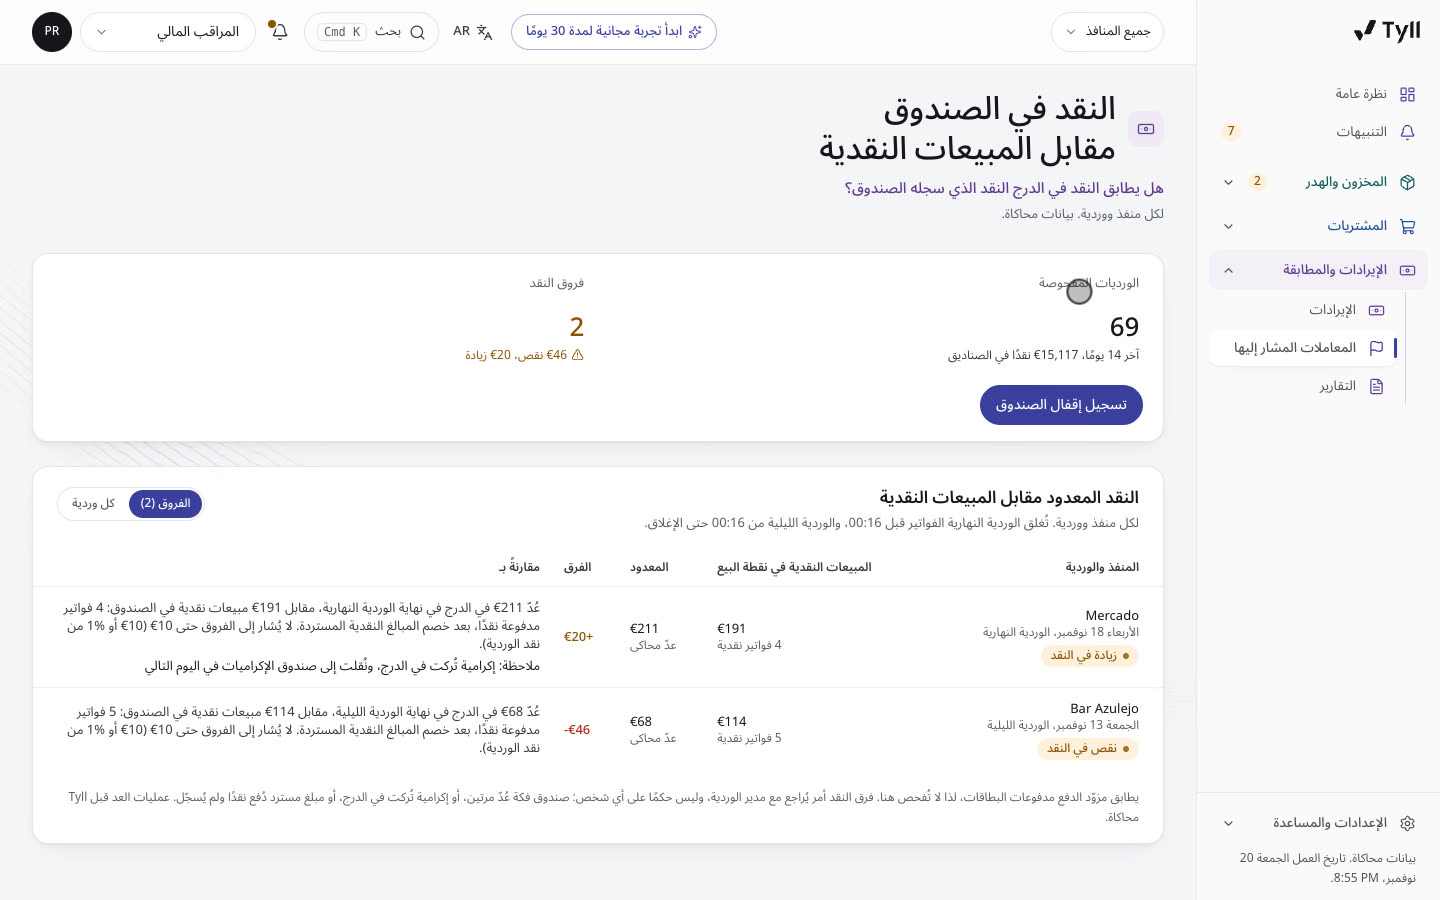 Tyll
نظرة عامة
التنبيهات
7
المخزون والهدر
2
المشتريات
الإيرادات والمطابقة
الإيرادات
المعاملات المشار إليها
التقارير
الإعدادات والمساعدة
بيانات محاكاة. تاريخ العمل الجمعة 20
نوفمبر، 8:55 PM.
جميع المنافذ
ابدأ تجربة مجانية لمدة 30 يومًا
AR
بحث
Cmd K
المراقب المالي
PR
النقد في الصندوق
مقابل المبيعات النقدية
هل يطابق النقد في الدرج النقد الذي سجله الصندوق؟
لكل منفذ ووردية. بيانات محاكاة.
الورديات المفحوصة
69
آخر 14 يومًا، €15,117 نقدًا في الصناديق
فروق النقد
2
€46 نقص، €20 زيادة
تسجيل إقفال الصندوق
النقد المعدود مقابل المبيعات النقدية
لكل منفذ ووردية. تُغلق الوردية النهارية الفواتير قبل 00:16، والوردية الليلية من 00:16 حتى الإغلاق.
الفروق (2)
كل وردية
المنفذ والوردية
المبيعات النقدية في نقطة البيع
المعدود
الفرق
مقارنةً بـ
Mercado
الأربعاء 18 نوفمبر، الوردية النهارية
زيادة في النقد
€191
4 فواتير نقدية
€211
عدّ محاكى
+€20
عُدّ €211 في الدرج في نهاية الوردية النهارية، مقابل €191 مبيعات نقدية في الصندوق: 4 فواتير
مدفوعة نقدًا، بعد خصم المبالغ النقدية المستردة. لا يُشار إلى الفروق حتى €10 (€10 أو 1% من
نقد الوردية).
ملاحظة: إكرامية تُركت في الدرج، ونُقلت إلى صندوق الإكراميات في اليوم التالي
Bar Azulejo
الجمعة 13 نوفمبر، الوردية الليلية
نقص في النقد
€114
5 فواتير نقدية
€68
عدّ محاكى
-€46
عُدّ €68 في الدرج في نهاية الوردية الليلية، مقابل €114 مبيعات نقدية في الصندوق: 5 فواتير
مدفوعة نقدًا، بعد خصم المبالغ النقدية المستردة. لا يُشار إلى الفروق حتى €10 (€10 أو 1% من
نقد الوردية).
يطابق مزوّد الدفع مدفوعات البطاقات، لذا لا تُفحص هنا. فرق النقد أمر يُراجع مع مدير الوردية، وليس حكمًا على أي شخص: صندوق فكة عُدّ مرتين، أو إكرامية تُركت في الدرج، أو مبلغ مسترد دُفع نقدًا ولم يُسجّل. عمليات العد قبل Tyll
محاكاة.